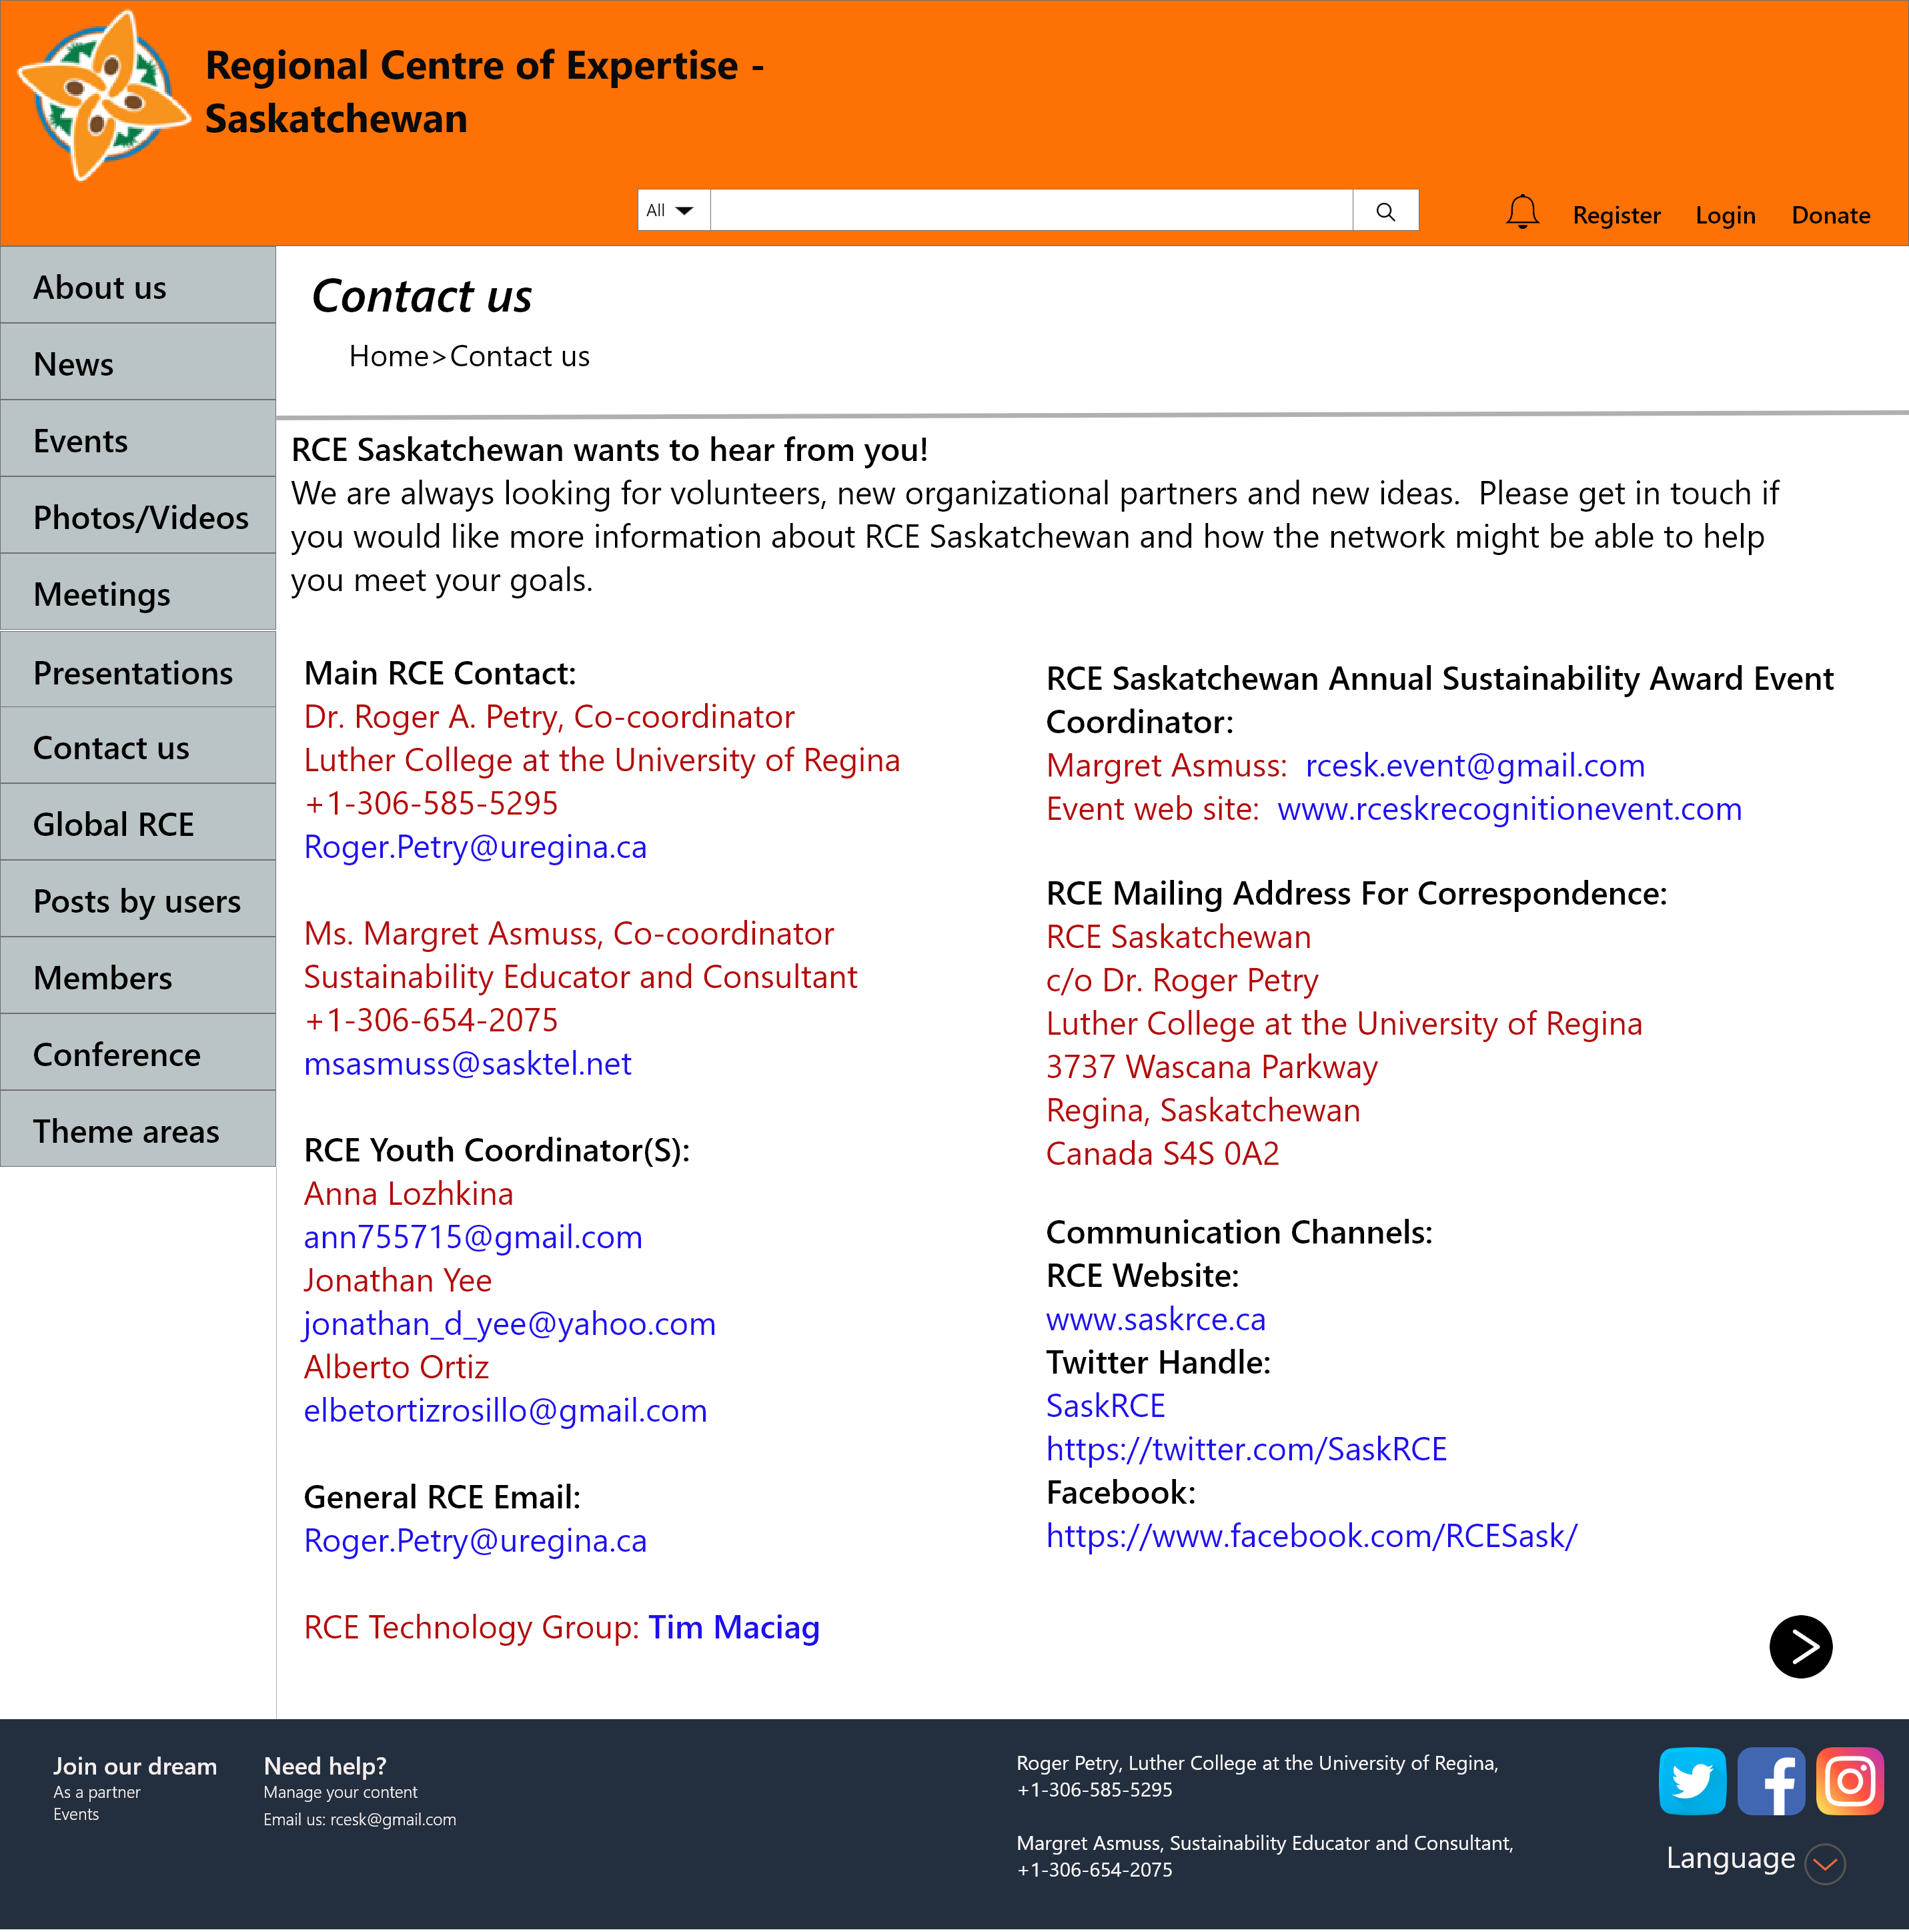 Regional Centre of Expertise -
Saskatchewan
All
Register
Login
Donate
About us
News
Events
Photos/Videos
Meetings
Presentations
Contact us
Global RCE
Posts by users
Members
Conference
Theme areas
Contact us
Home>Contact us
RCE Saskatchewan wants to hear from you!
We are always looking for volunteers, new organizational partners and new ideas.  Please get in touch if
you would like more information about RCE Saskatchewan and how the network might be able to help
you meet your goals.
Main RCE Contact:
Dr. Roger A. Petry, Co-coordinator
Luther College at the University of Regina
+1-306-585-5295
Roger.Petry@uregina.ca
Ms. Margret Asmuss, Co-coordinator
Sustainability Educator and Consultant
+1-306-654-2075
msasmuss@sasktel.net
RCE Youth Coordinator(S):
Anna Lozhkina
ann755715@gmail.com
Jonathan Yee
jonathan_d_yee@yahoo.com
Alberto Ortiz
elbetortizrosillo@gmail.com
General RCE Email:
Roger.Petry@uregina.ca
RCE Technology Group: Tim Maciag
RCE Saskatchewan Annual Sustainability Award Event
Coordinator:
Margret Asmuss:  rcesk.event@gmail.com
Event web site:  www.rceskrecognitionevent.com
RCE Mailing Address For Correspondence:
RCE Saskatchewan
c/o Dr. Roger Petry
Luther College at the University of Regina
3737 Wascana Parkway
Regina, Saskatchewan
Canada S4S 0A2
Communication Channels:
RCE Website:
www.saskrce.ca
Twitter Handle:
SaskRCE
https://twitter.com/SaskRCE
Facebook:
https://www.facebook.com/RCESask/
Join our dream
As a partner
Events
Need help?
Manage your content
Email us: rcesk@gmail.com
Roger Petry, Luther College at the University of Regina,
+1-306-585-5295
Margret Asmuss, Sustainability Educator and Consultant,
+1-306-654-2075
Language